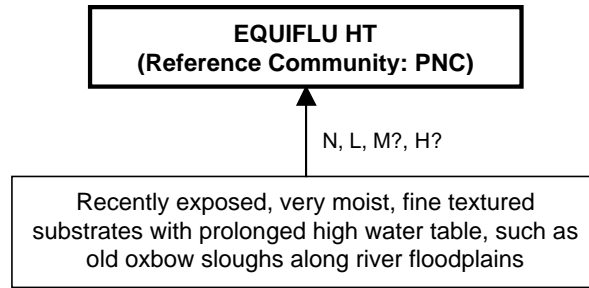 EQUIFLU HT
(Reference Community: PNC)
N, L, M?, H?
Recently exposed, very moist, fine textured
substrates with prolonged high water table, such as
old oxbow sloughs along river floodplains